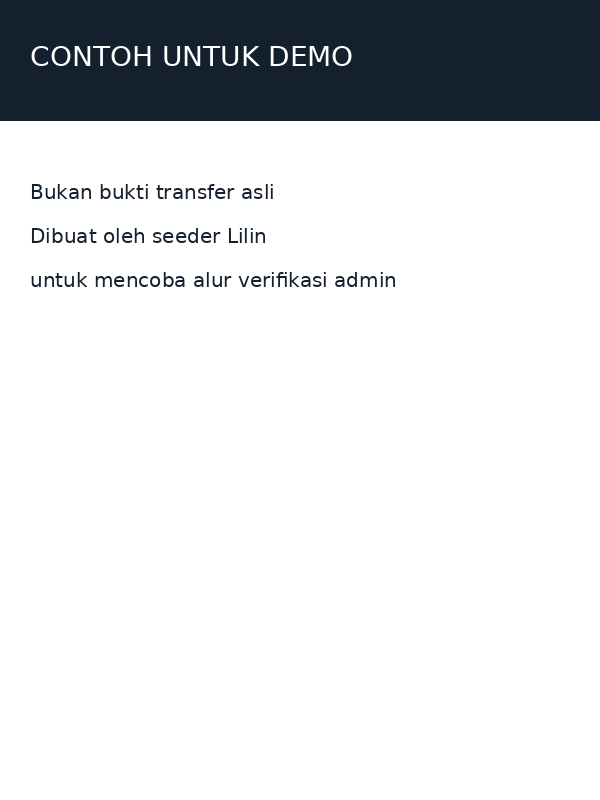 CONTOH UNTUK DEMO
Bukan bukti transfer asli
Dibuat oleh seeder Lilin
untuk mencoba alur verifikasi admin